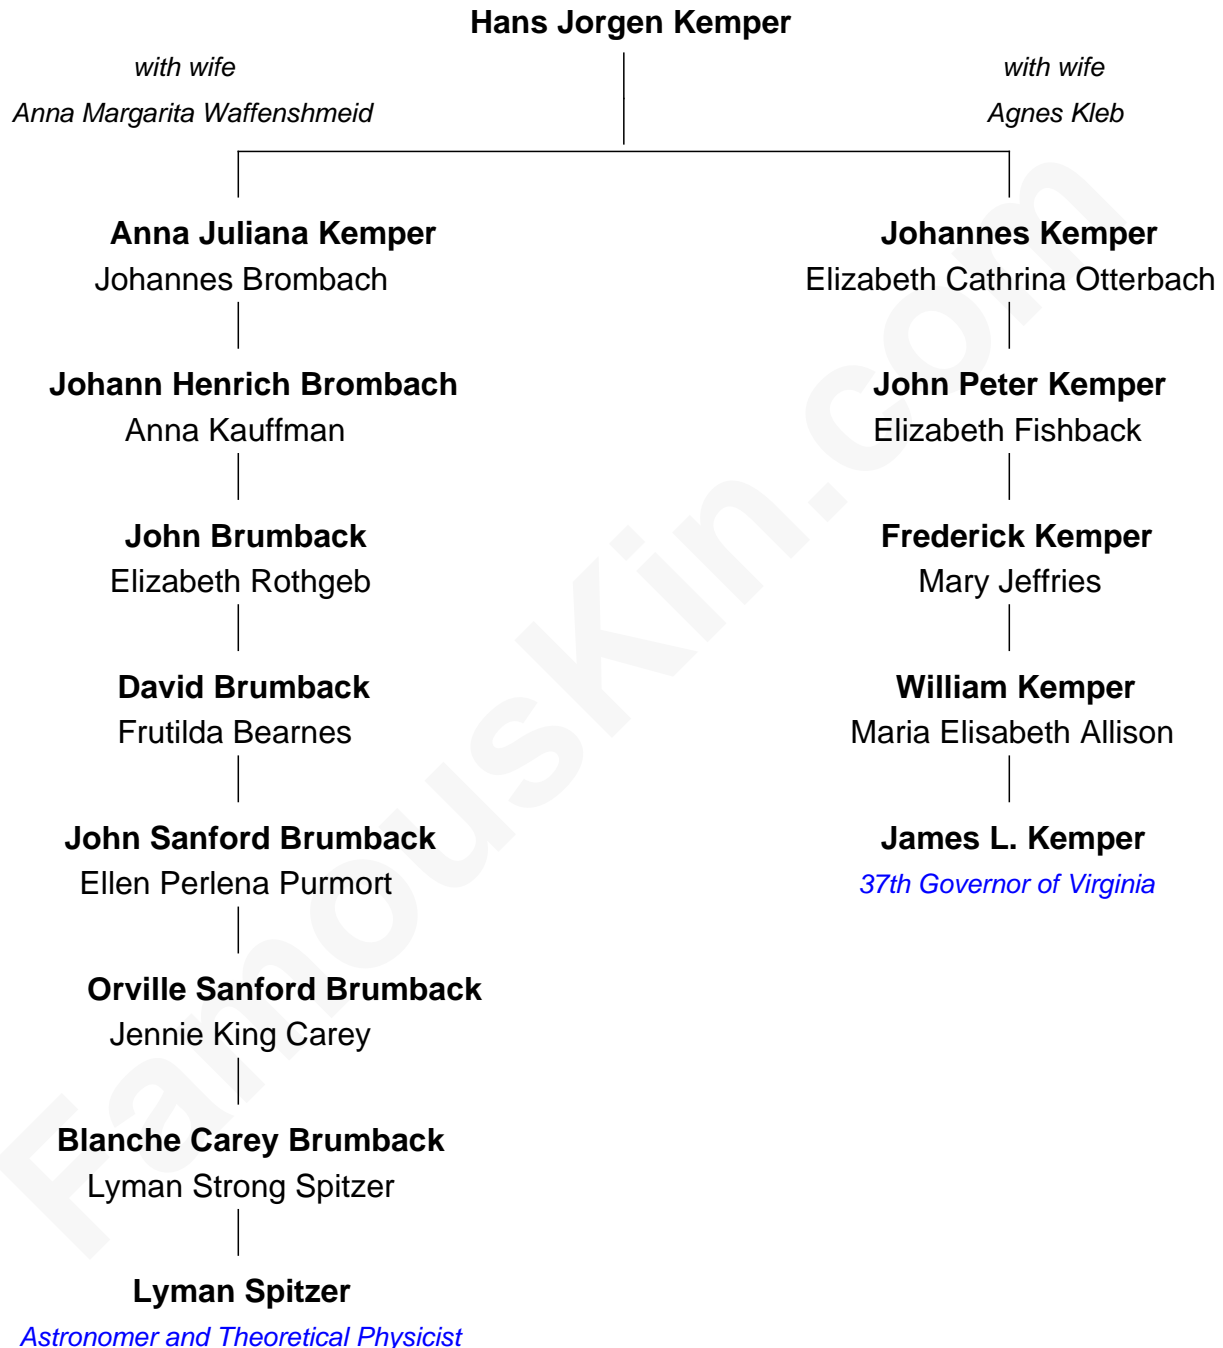 Hans Jorgen Kemper
with wife
Anna Margarita Waffenshmeid
with wife
Agnes Kleb
Anna Juliana Kemper
Johannes Brombach
Johannes Kemper
Elizabeth Cathrina Otterbach
Johann Henrich Brombach
Anna Kauffman
John Peter Kemper
Elizabeth Fishback
John Brumback
Elizabeth Rothgeb
Frederick Kemper
Mary Jeffries
David Brumback
Frutilda Bearnes
William Kemper
Maria Elisabeth Allison
John Sanford Brumback
Ellen Perlena Purmort
James L. Kemper
37th Governor of Virginia
Orville Sanford Brumback
Jennie King Carey
Blanche Carey Brumback
Lyman Strong Spitzer
Lyman Spitzer
Astronomer and Theoretical Physicist
FamousKin.com